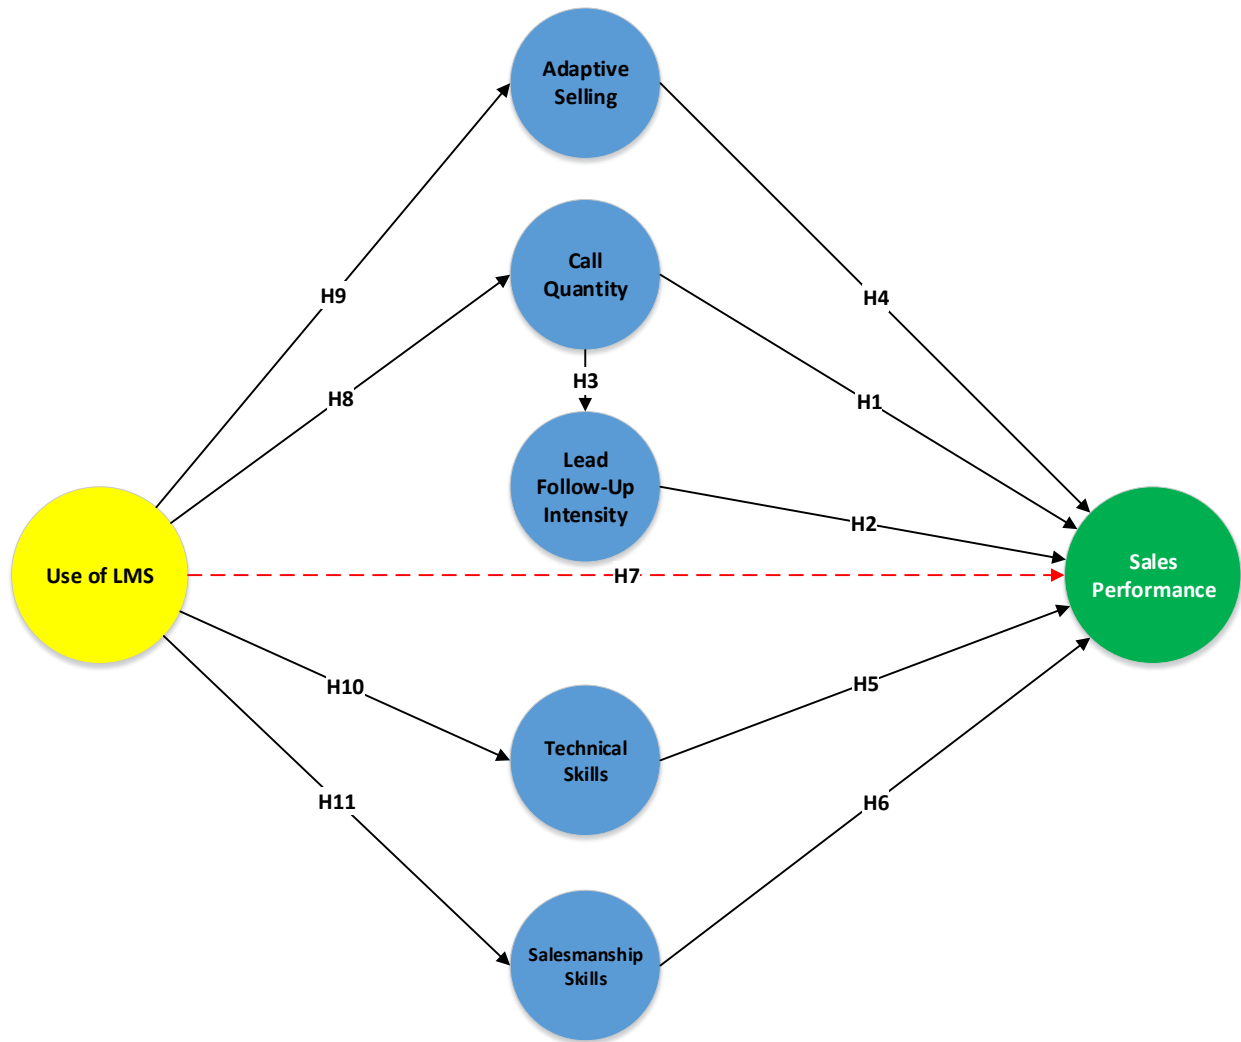 Adaptive
Selling
Call
Quantity
H9
H4
H3
H8
H1
Lead
Follow-Up
Intensity
H2
Use of LMS
H7
Sales
Performance
H10
H5
Technical
Skills
H11
H6
Salesmanship
Skills